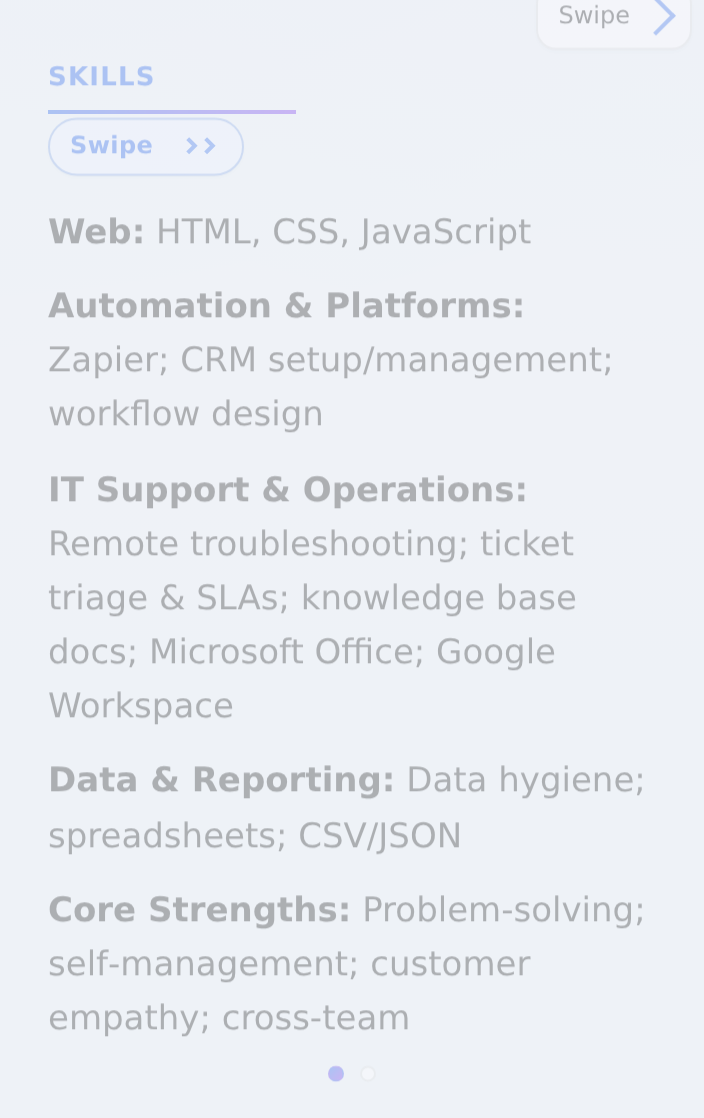 Swipe
SKILLS
Swipe
Web: HTML, CSS, JavaScript
Automation & Platforms:
Zapier; CRM setup/management;
workflow design
IT Support & Operations:
Remote troubleshooting; ticket
triage & SLAs; knowledge base
docs; Microsoft Office; Google
Workspace
Data & Reporting: Data hygiene;
spreadsheets; CSV/JSON
Core Strengths: Problem-solving;
self-management; customer
empathy; cross-team